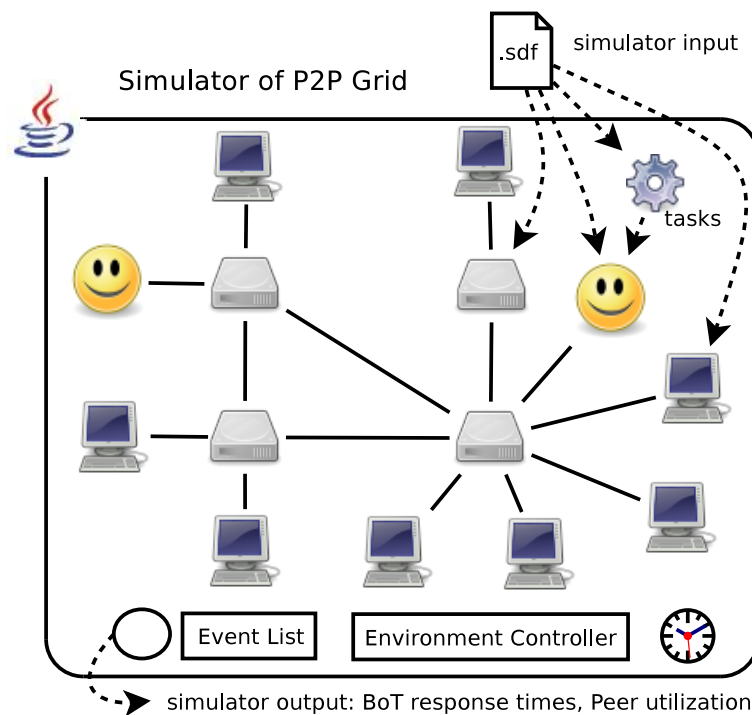 .sdf
simulator input
Simulator of P2P Grid
tasks
Event List
Environment Controller
simulator output: BoT response times, Peer utilization